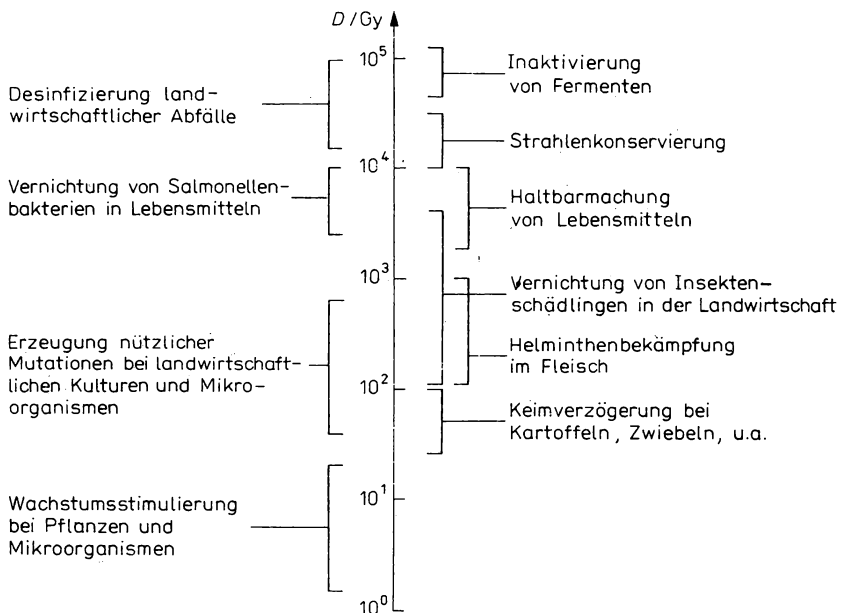 D/Gy
10⁵
10⁴
10³
10²
10¹
10⁰
Desinfizierung land-
wirtschaftlicher Abfälle
Vernichtung von Salmonellen-
bakterien in Lebensmitteln
Erzeugung nützlicher
Mutationen bei landwirtschaft-
lichen Kulturen und Mikro-
organismen
Wachstumsstimulierung
bei Pflanzen und
Mikroorganismen
Inaktivierung
von Fermenten
Strahlenkonservierung
Haltbarmachung
von Lebensmitteln
Vernichtung von Insekten-
schädlingen in der Landwirtschaft
Helminthenbekämpfung
im Fleisch
Keimverzögerung bei
Kartoffeln, Zwiebeln, u.a.